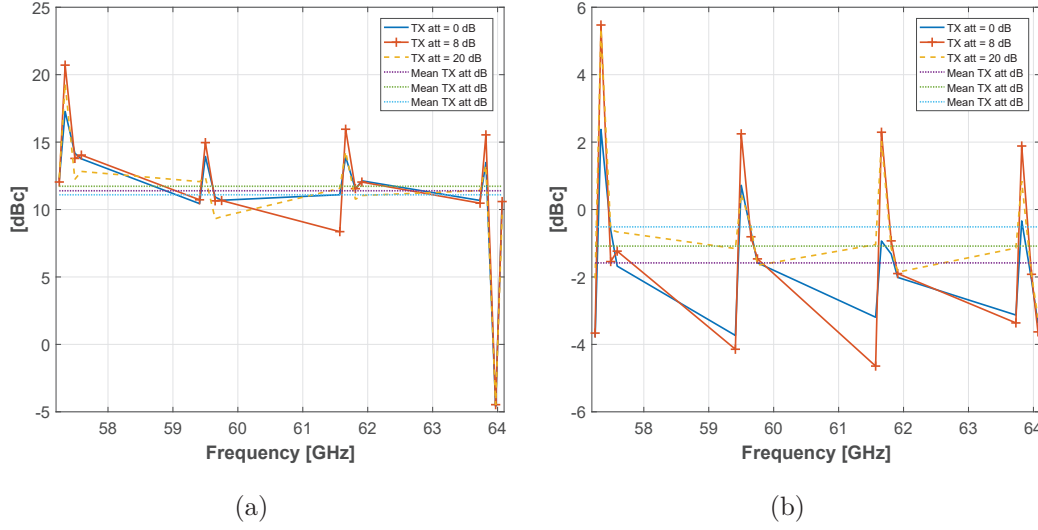 25
20
15
10
5
0
-5
[dBc]
58
59
60
61
62
63
64
Frequency [GHz]
TX att = 0 dB
TX att = 8 dB
TX att = 20 dB
Mean TX att dB
Mean TX att dB
Mean TX att dB
(a)
6
4
2
0
-2
-4
-6
[dBc]
58
59
60
61
62
63
64
Frequency [GHz]
TX att = 0 dB
TX att = 8 dB
TX att = 20 dB
Mean TX att dB
Mean TX att dB
Mean TX att dB
(b)